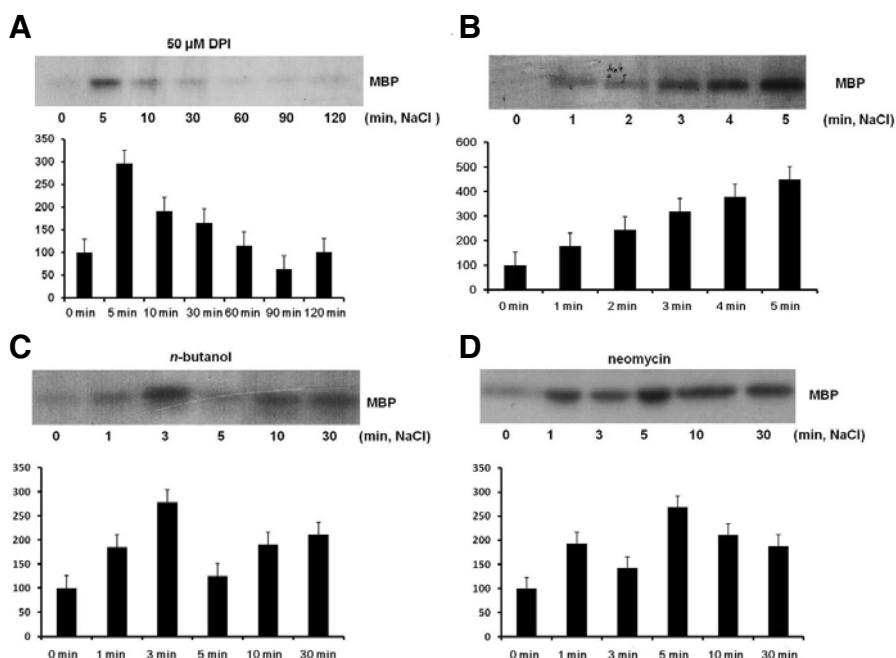 A
50 µM DPI
MBP
0 5 10 30 60 90 120 (min, NaCl )
350
300
250
200
150
100
50
0
0 min 5 min 10 min 30 min 60 min 90 min 120 min
B
MBP
0 1 2 3 4 5 (min, NaCl)
600
500
400
300
200
100
0
0 min 1 min 2 min 3 min 4 min 5 min
C
n-butanol
MBP
0 1 3 5 10 30 (min, NaCl)
350
300
250
200
150
100
50
0
0 min 1 min 3 min 5 min 10 min 30 min
D
neomycin
MBP
0 1 3 5 10 30 (min, NaCl)
350
300
250
200
150
100
50
0
0 min 1 min 3 min 5 min 10 min 30 min